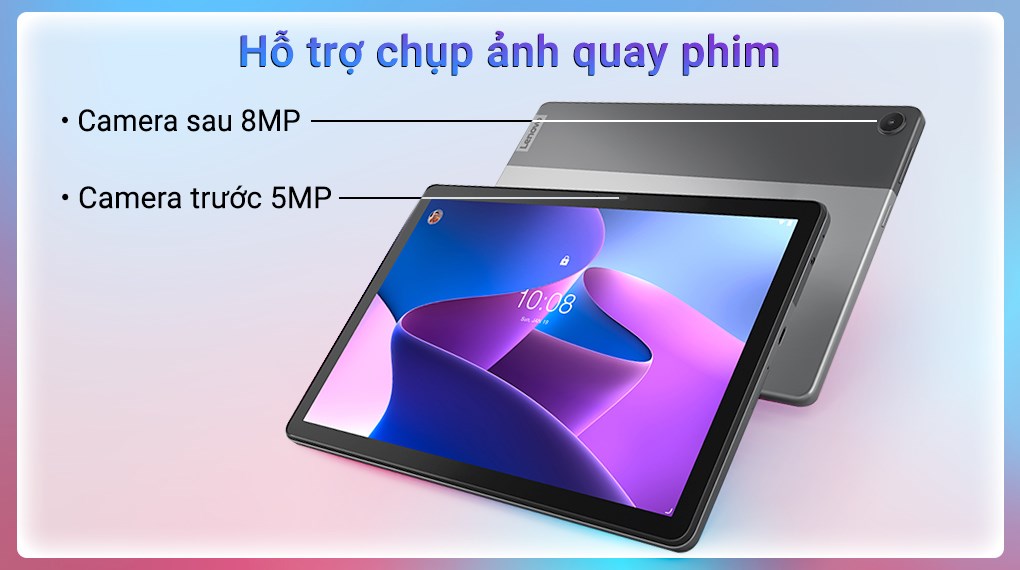 Hỗ trợ chụp ảnh quay phim
• Camera sau 8MP
Lenovo
• Camera trước 5MP
10:08